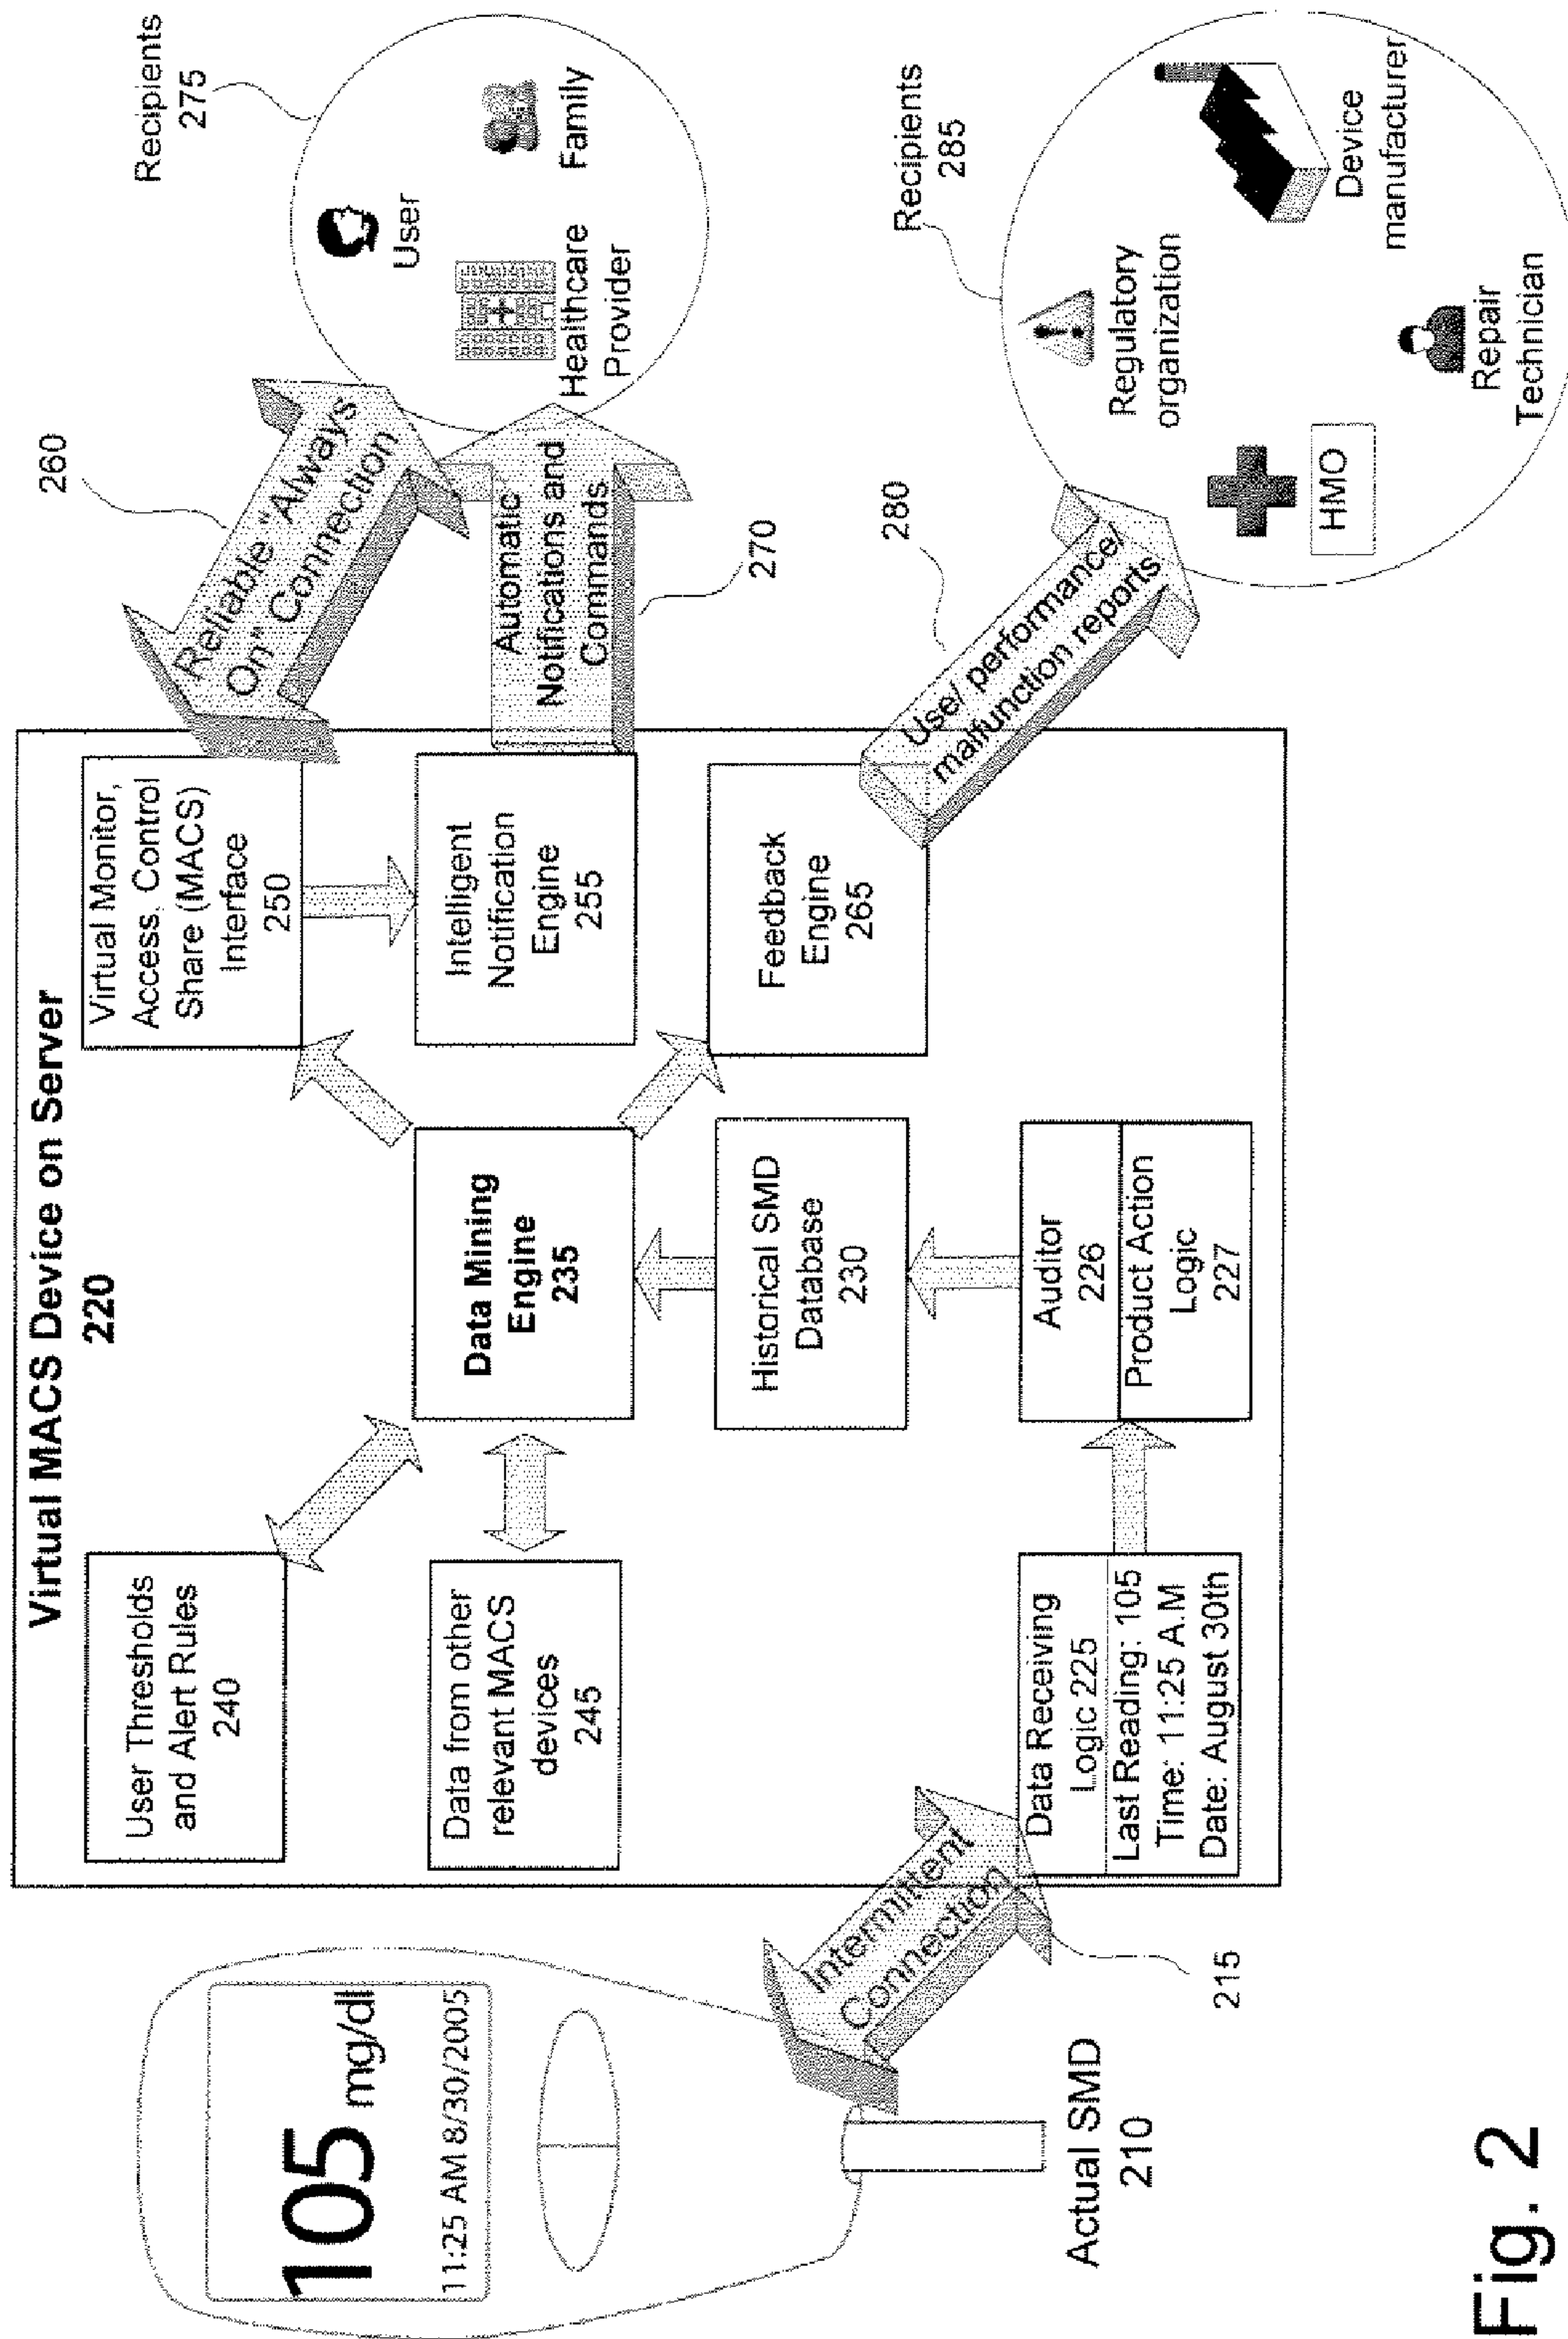 Virtual MACS Device on Server
220
105 mg/dl
11:25 AM 8/30/2005
Actual SMD
210
Intermittent
Connection
215
User Thresholds
and Alert Rules
240
Data from other
relevant MACS
devices
245
Data Receiving
Logic 225
Last Reading: 105
Time: 11:25 A.M
Date: August 30th
Data Mining
Engine
235
Historical SMD
Database
230
Auditor
226
Product Action
Logic
227
Virtual Monitor,
Access, Control
Share (MACS)
Interface
250
Intelligent
Notification
Engine
255
Feedback
Engine
265
260
Reliable "Always
On" Connection
Automatic
Notifications and
Commands
270
280
Use/ performance/
malfunction reports
Recipients
275
User
Healthcare
Provider
Family
Recipients
285
Regulatory
organization
Device
manufacturer
HMO
Repair
Technician
Fig. 2